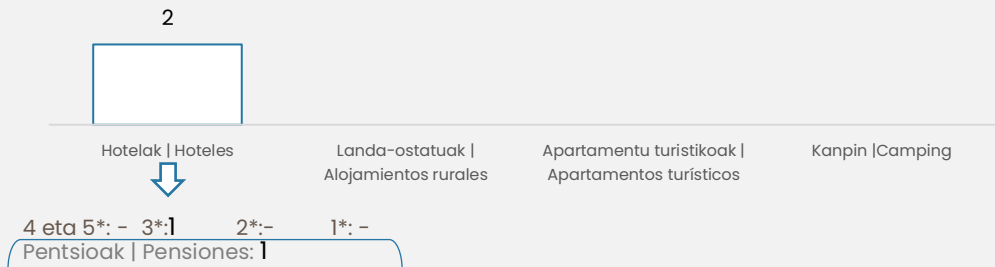 2
Hotelak | Hoteles
Landa-ostatuak |
Alojamientos rurales
Apartamentu turistikoak |
Apartamentos turísticos
Kanpin |Camping
4 eta 5*: - 3*:1 2*:- 1*: -
Pentsioak | Pensiones: 1